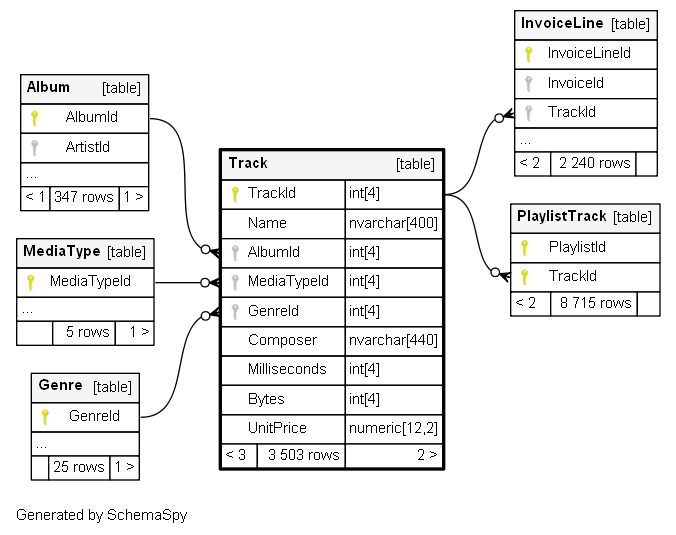 Album [table]
AlbumId
ArtistId
...
< 1 347 rows 1 >
MediaType [table]
MediaTypeId
...
5 rows 1 >
Genre [table]
GenreId
...
25 rows 1 >
Track [table]
TrackId int[4]
Name nvarchar[400]
AlbumId int[4]
MediaTypeId int[4]
GenreId int[4]
Composer nvarchar[440]
Milliseconds int[4]
Bytes int[4]
UnitPrice numeric[12,2]
< 3 3 503 rows 2 >
InvoiceLine [table]
InvoiceLineId
InvoiceId
TrackId
...
< 2 2 240 rows
PlaylistTrack [table]
PlaylistId
TrackId
< 2 8 715 rows
Generated by SchemaSpy